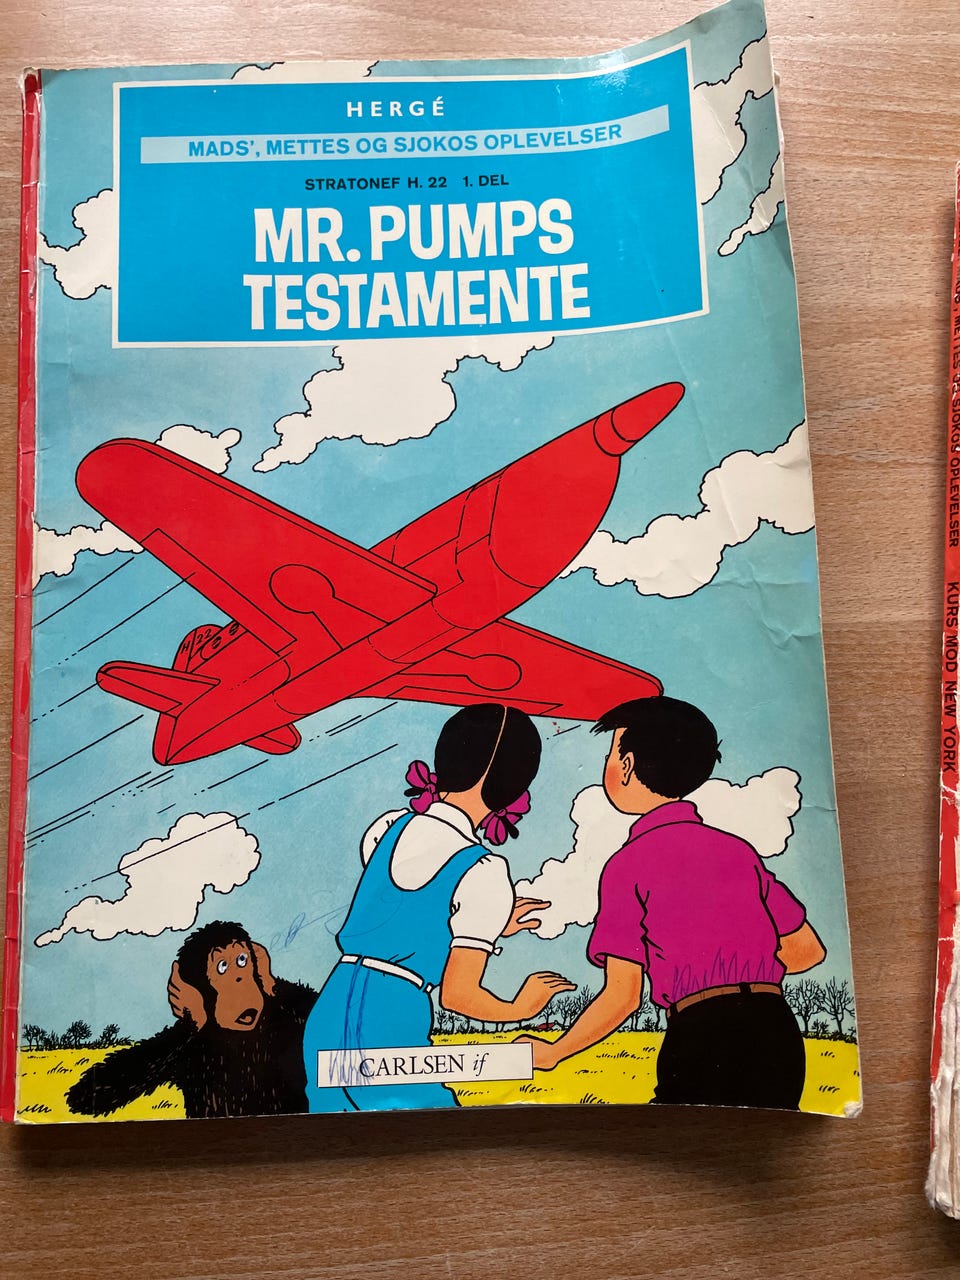 HERGÉ
MADS', METTES OG SJOKOS OPLEVELSER
STRATONEF H. 22 1. DEL
MR. PUMPS
TESTAMENTE
H/22
CARLSEN if
METTES OG SJOKOS OPLEVELSER KURS MOD NEW YORK